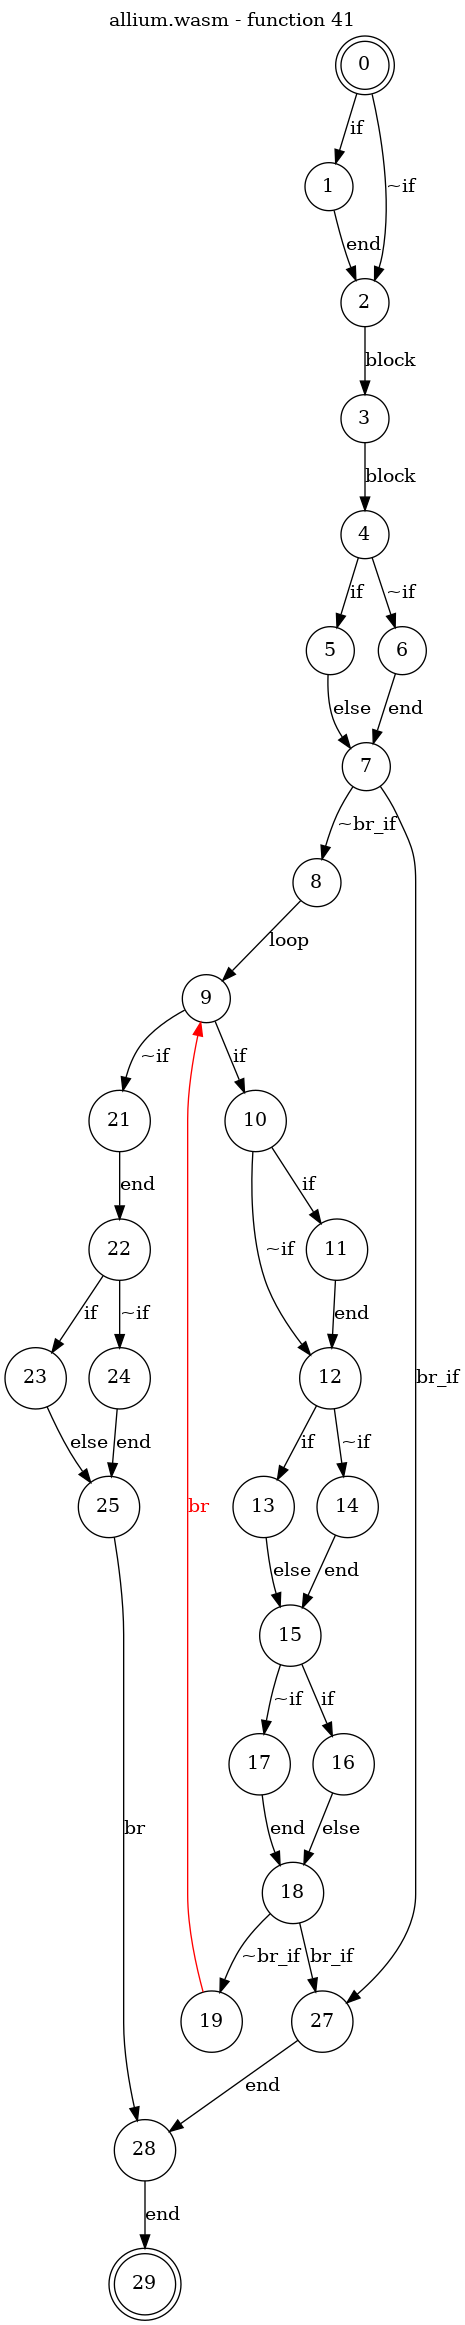 allium.wasm - function 41
0
if
~if
1
end
2
block
3
block
4
if
~if
5
6
else
end
7
~br_if
8
loop
9
~if
if
21
10
end
if
22
~if
11
if
~if
end
23
24
12
else
end
if
~if
25
br
br_if
13
14
else
end
15
~if
if
17
16
br
end
else
18
~br_if
br_if
19
27
end
28
end
29